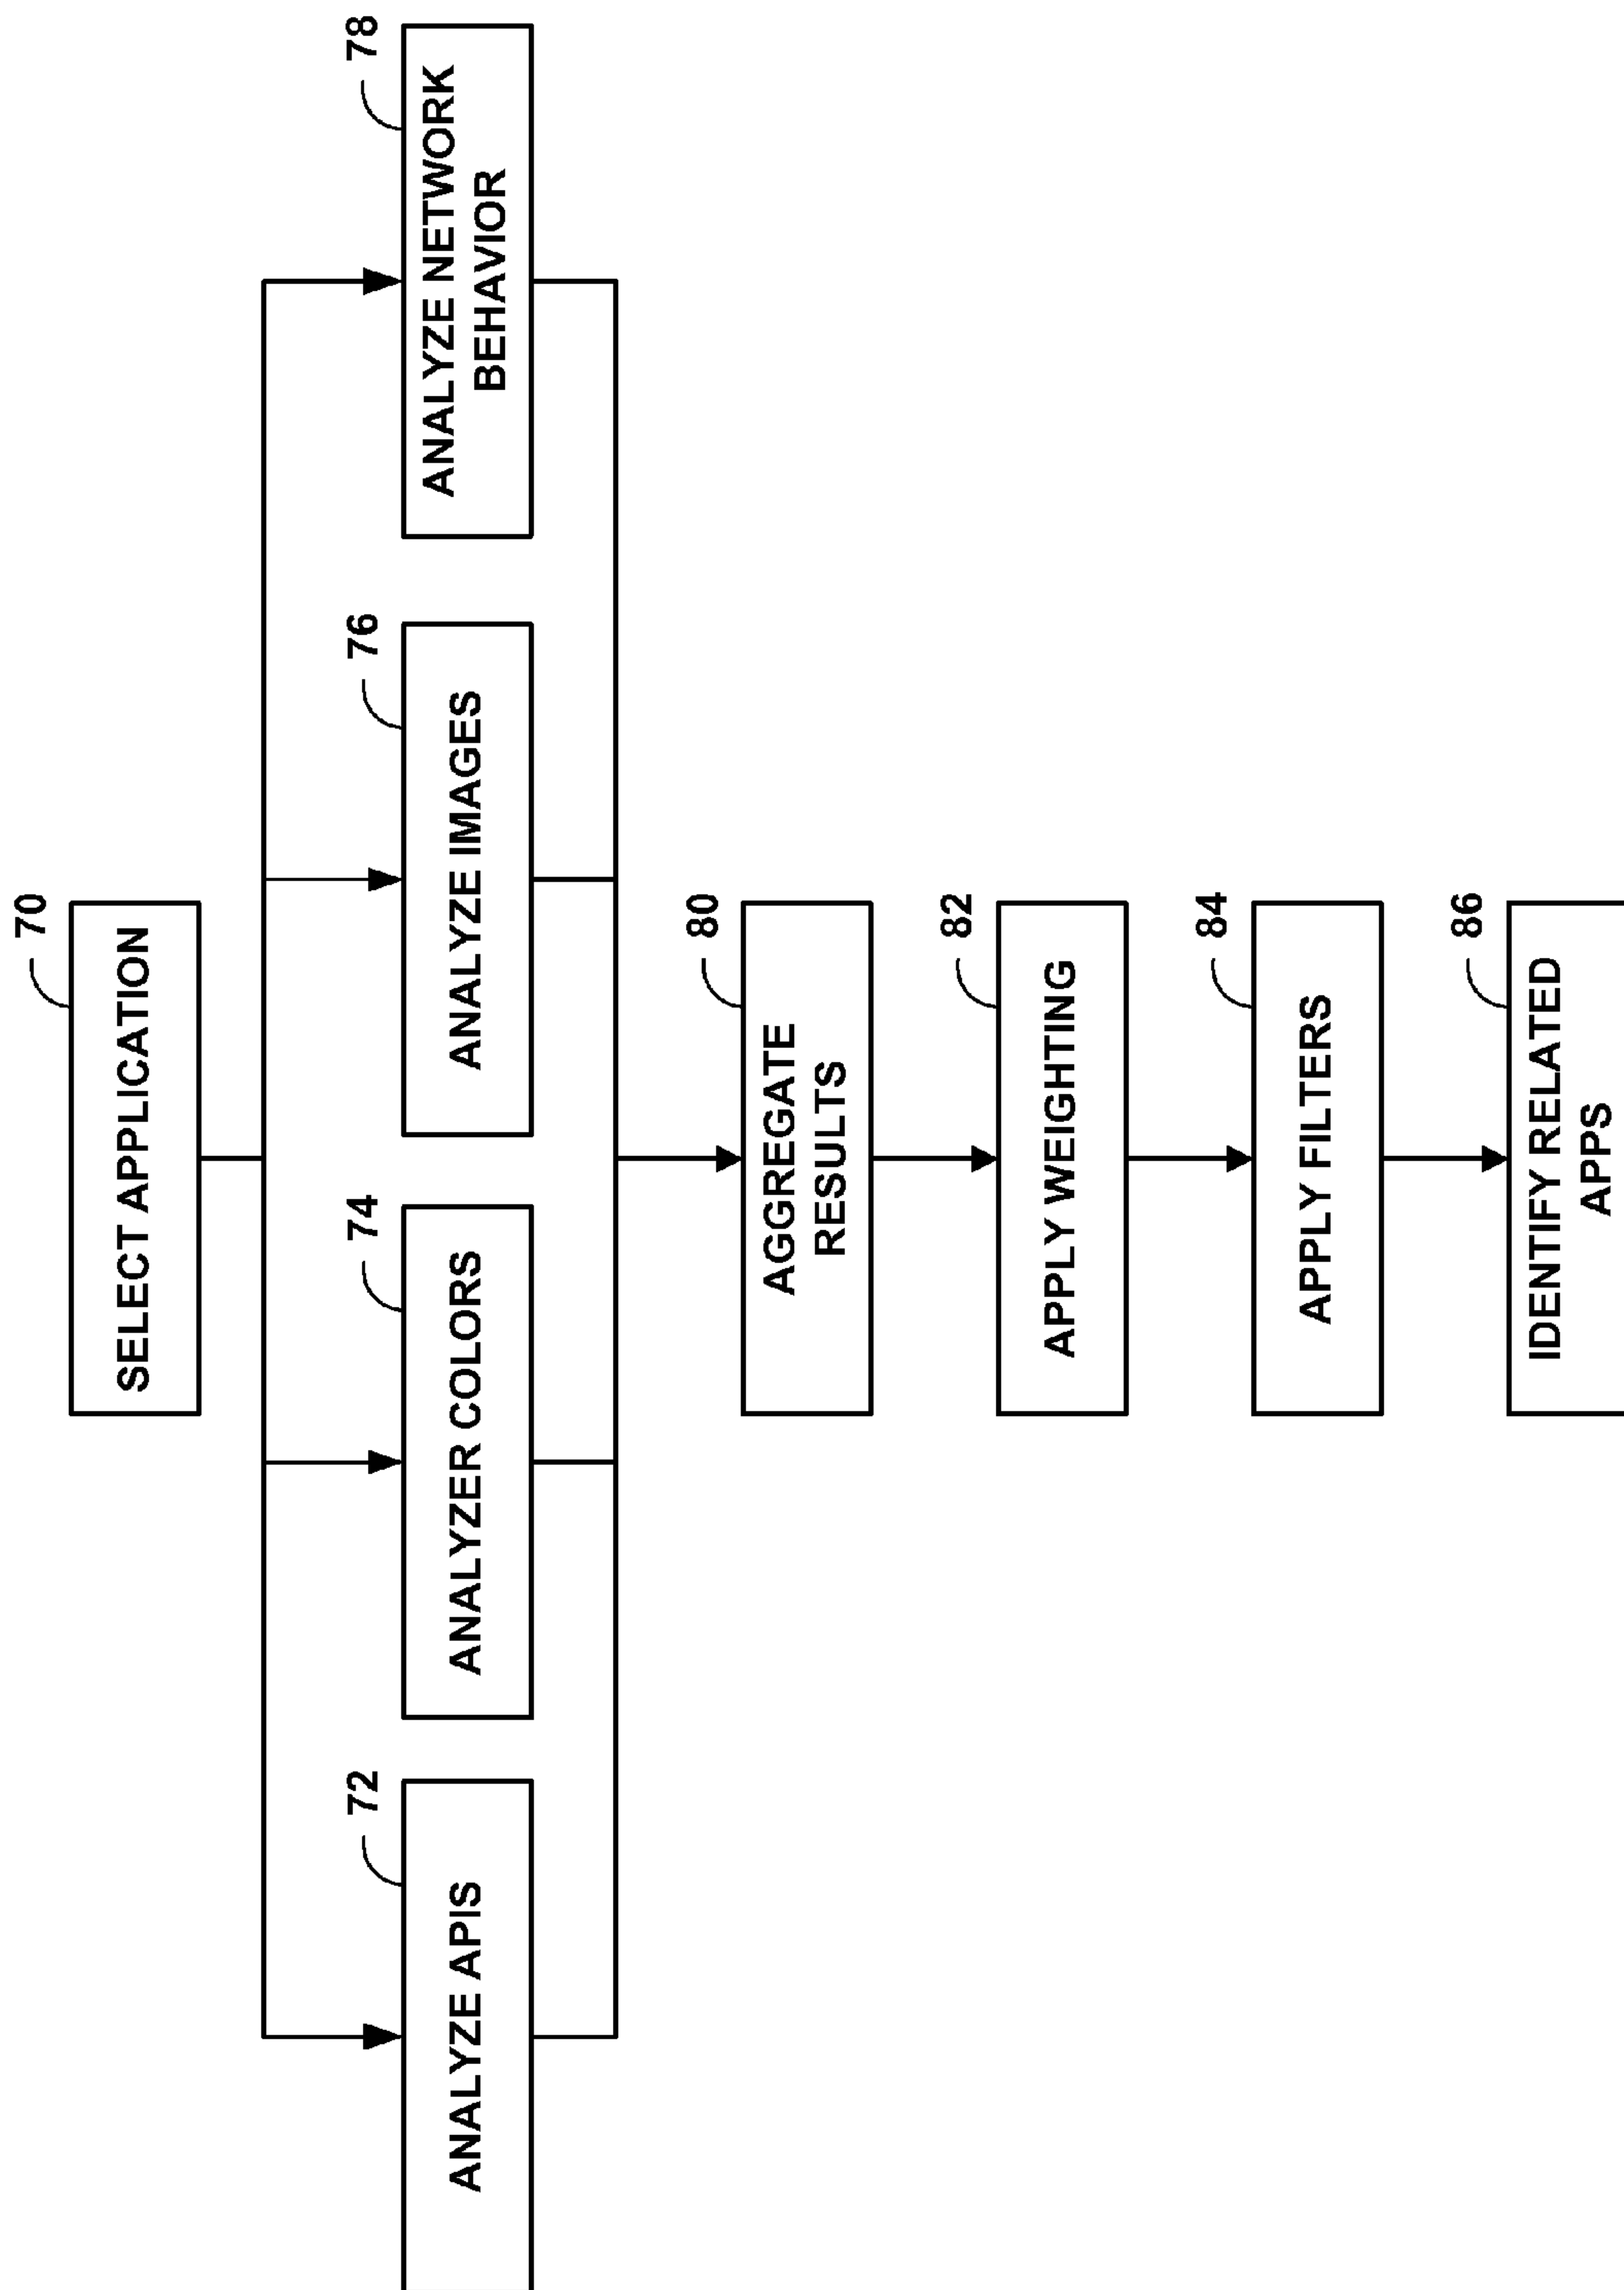 70
SELECT APPLICATION
72
ANALYZE APIS
74
ANALYZER COLORS
76
ANALYZE IMAGES
78
ANALYZE NETWORK
BEHAVIOR
80
AGGREGATE
RESULTS
82
APPLY WEIGHTING
84
APPLY FILTERS
86
IDENTIFY RELATED
APPS